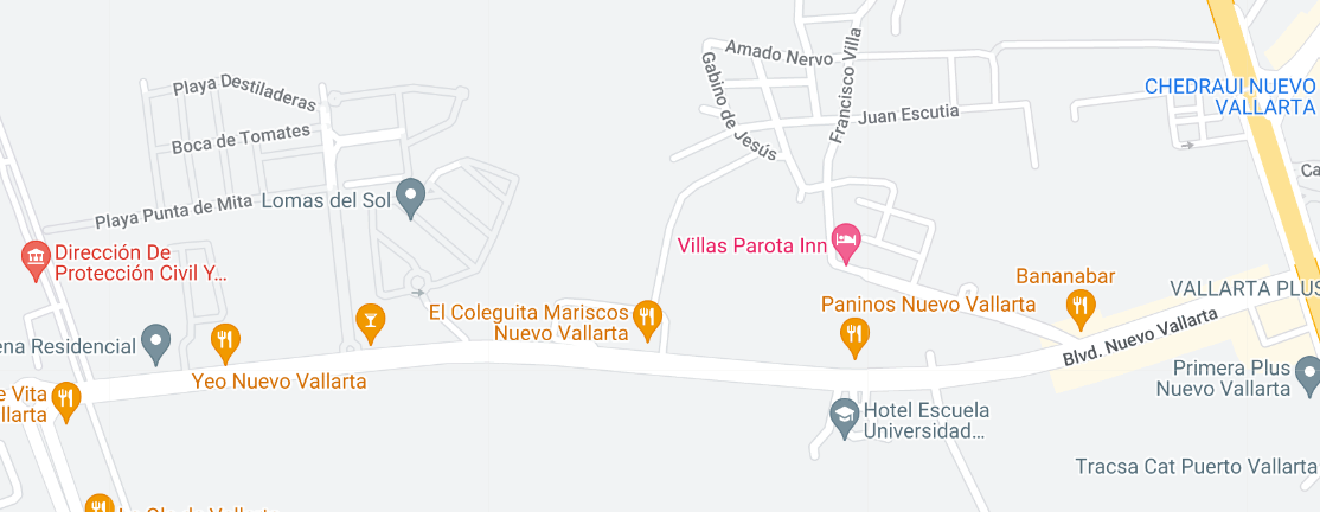 Amado Nervo
Francisco Villa
Gabino de Jesús
Juan Escutia
CHEDRAUI NUEVO
VALLARTA
Playa Destiladeras
Boca de Tomates
Playa Punta de Mita
Lomas del Sol
Ca
Dirección De
Protección Civil Y...
Villas Parota Inn
Bananabar
VALLARTA PLUS
El Coleguita Mariscos
Nuevo Vallarta
Paninos Nuevo Vallarta
Blvd. Nuevo Vallarta
ena Residencial
Yeo Nuevo Vallarta
Primera Plus
Nuevo Vallarta
e Vita
llarta
Hotel Escuela
Universidad...
Tracsa Cat Puerto Vallarta